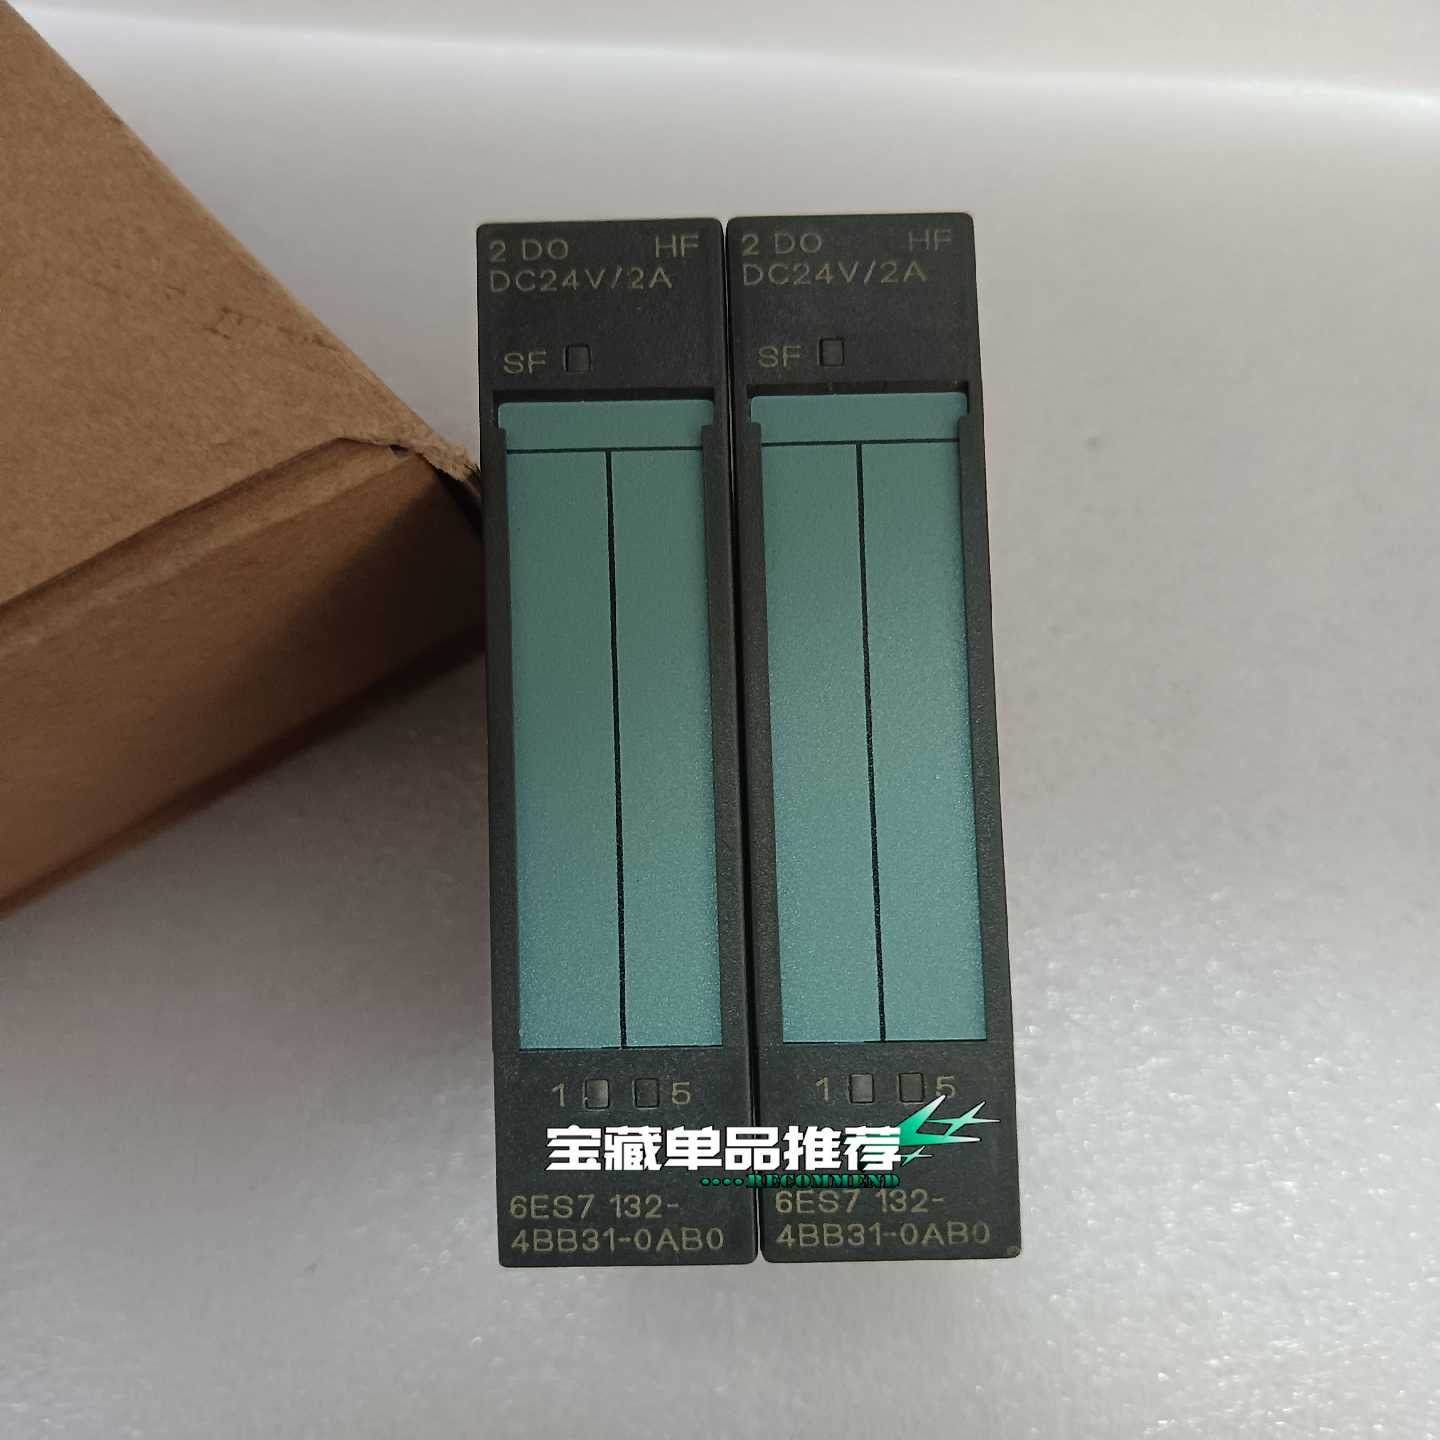 2 DO HF
DC24V/2A
SF
1 5
6ES7 132-
4BB31-0AB0
2 DO HF
DC24V/2A
SF
1 5
6ES7 132-
4BB31-0AB0
宝藏单品推荐
····RECOMMEND